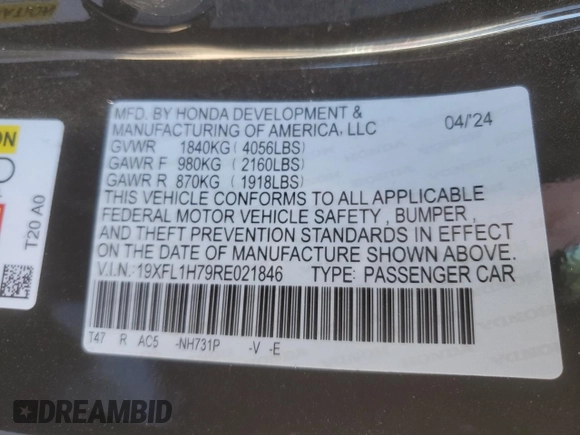 MFD. BY HONDA DEVELOPMENT &
MANUFACTURING OF AMERICA, LLC 04/'24
GVWR 1840KG (4056LBS)
GAWR F 980KG (2160LBS)
GAWR R 870KG (1918LBS)
THIS VEHICLE CONFORMS TO ALL APPLICABLE
FEDERAL MOTOR VEHICLE SAFETY , BUMPER ,
AND THEFT PREVENTION STANDARDS IN EFFECT
ON THE DATE OF MANUFACTURE SHOWN ABOVE.
V.I.N.:19XFL1H79RE021846 TYPE: PASSENGER CAR
T47 R AC5 -NH731P -V -E
T20 A0
DREAMBID